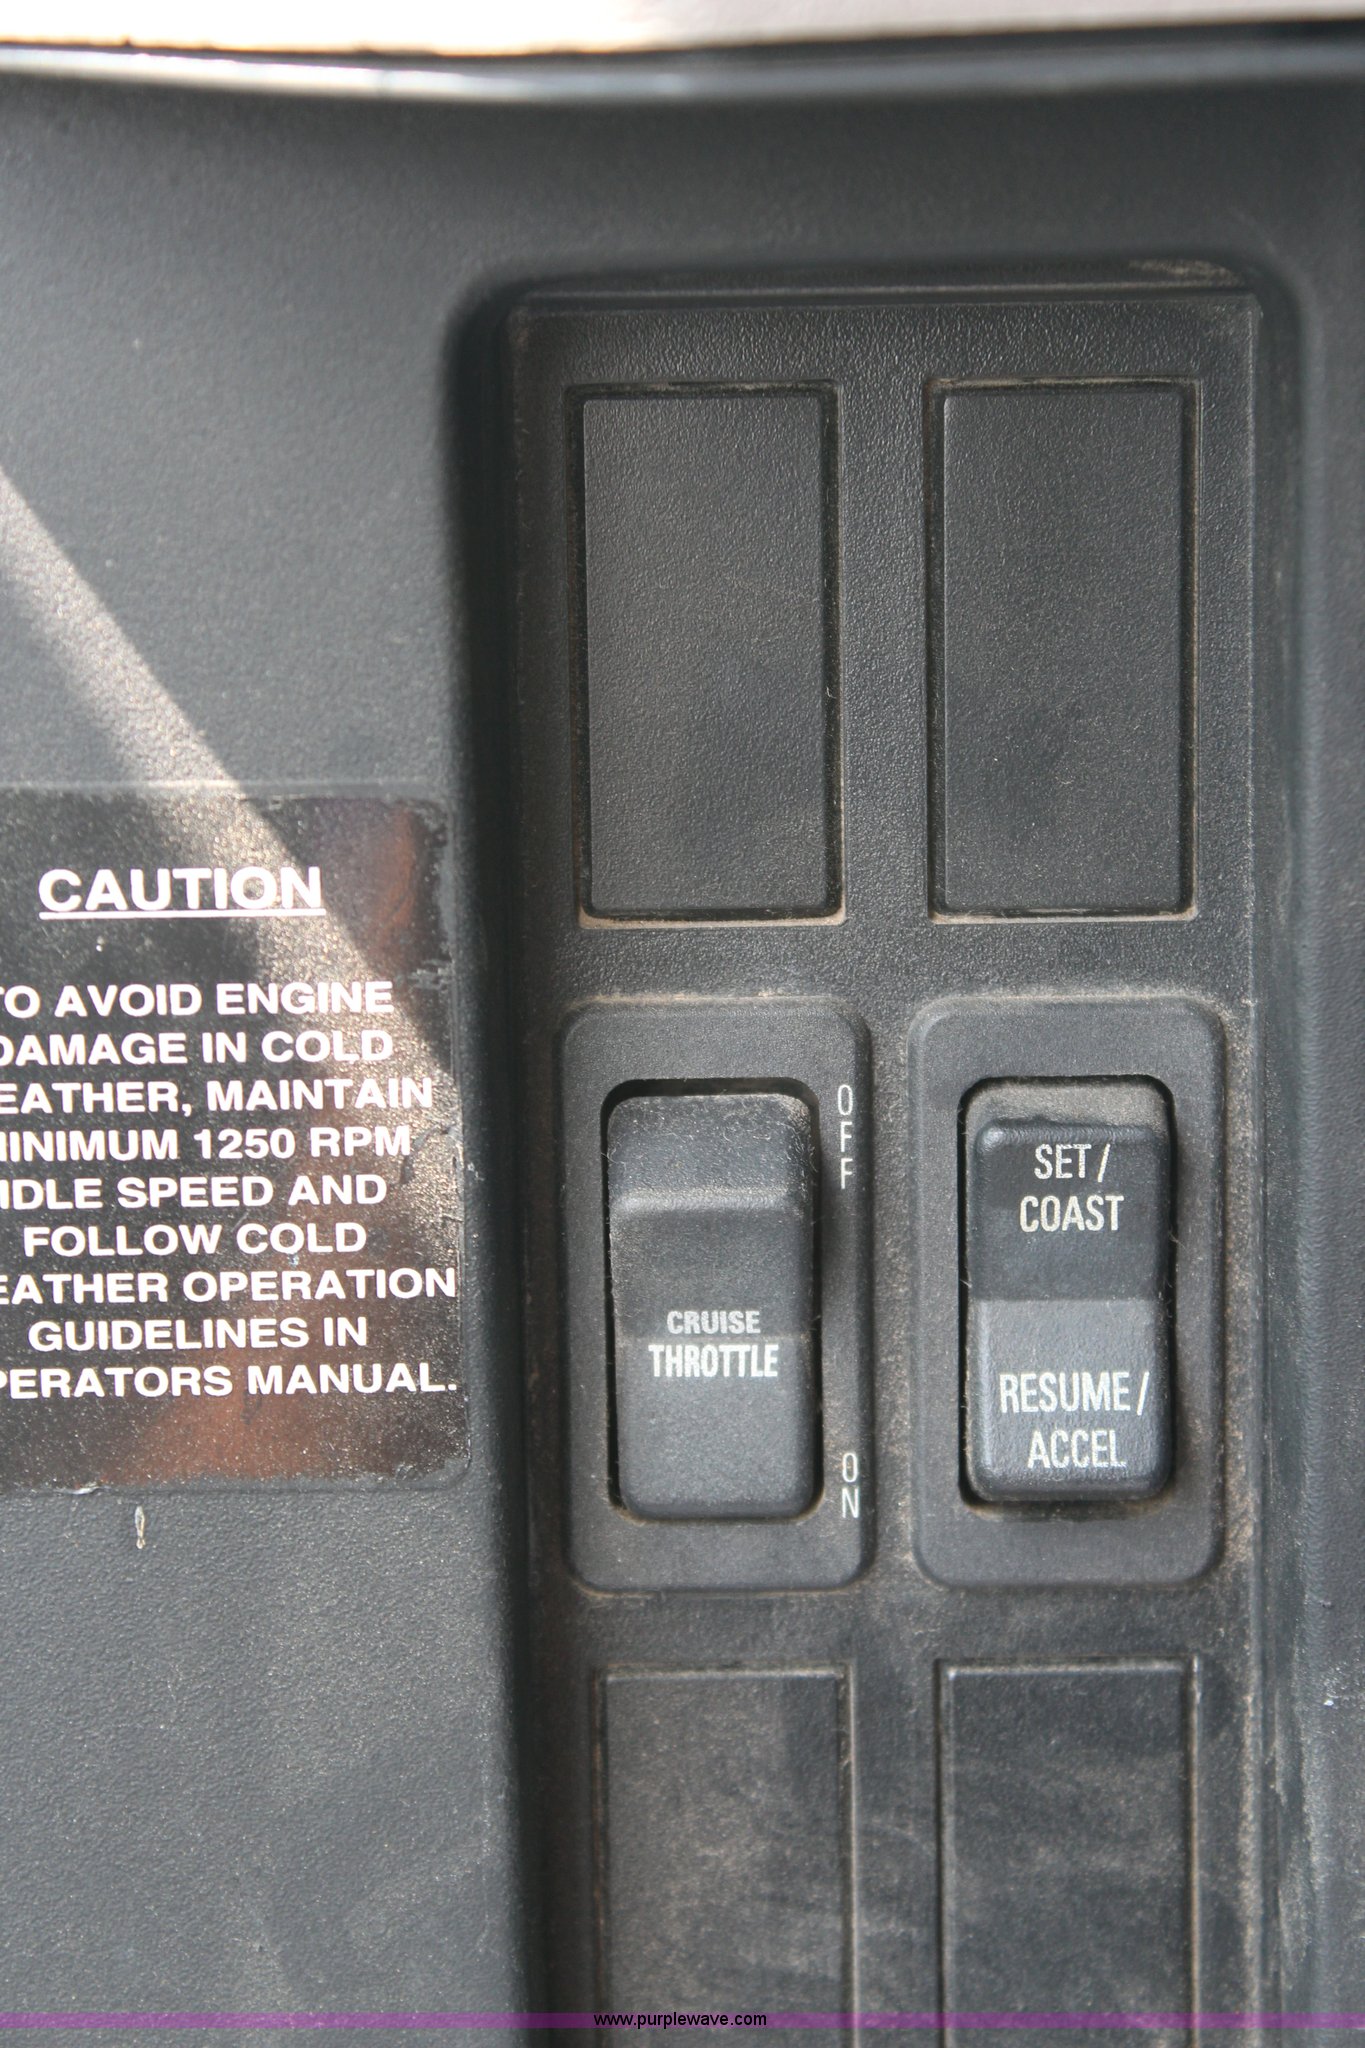 CAUTION
TO AVOID ENGINE
DAMAGE IN COLD
EATHER, MAINTAIN
MINIMUM 1250 RPM
IDLE SPEED AND
FOLLOW COLD
EATHER OPERATION
GUIDELINES IN
PERATORS MANUAL.
OFF
CRUISE
THROTTLE
ON
SET/
COAST
RESUME/
ACCEL
www.purplewave.com